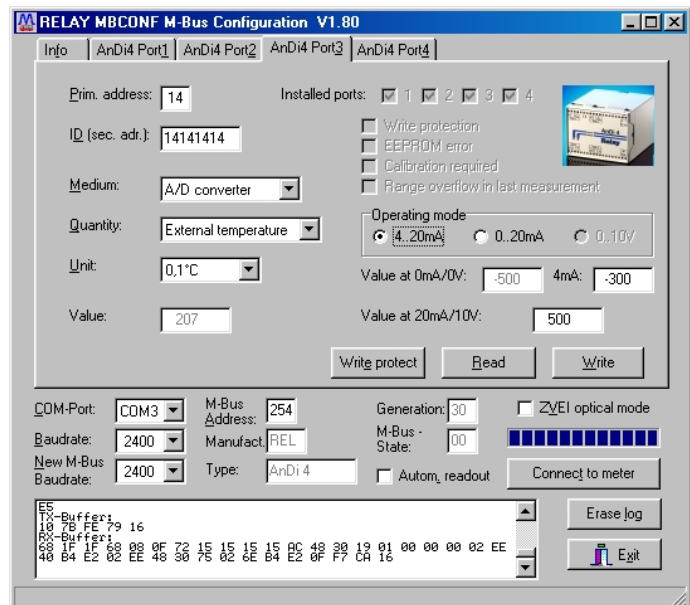 RELAY MBCONF M-Bus Configuration V1.80
Info AnDi4 Port1 AnDi4 Port2 AnDi4 Port3 AnDi4 Port4
Prim. address: 14 Installed ports: 1 2 3 4
Write protection
ID (sec. adr.): 14141414 EEPROM error
Calibration required
Medium: A/D converter Range overflow in last measurement
Operating mode
Quantity: External temperature 4..20mA 0..20mA 0..10V
Unit: 0,1°C Value at 0mA/0V: -500 4mA: -300
Value: 207 Value at 20mA/10V: 500
Write protect Read Write
COM-Port: COM3 M-Bus Address: 254 Generation: 30 ZVEI optical mode
Baudrate: 2400 Manufact. REL M-Bus - State: 00
New M-Bus Baudrate: 2400 Type: AnDi 4 Autom. readout Connect to meter
E5
TX-Buffer:
10 7B FE 79 16
RX-Buffer:
68 1F 1F 68 08 0F 72 15 15 15 15 AC 48 30 19 01 00 00 00 02 EE
40 B4 E2 02 EE 48 30 75 02 6E B4 E2 0F F7 CA 16
Erase log
Exit
AnDi 4
Relay